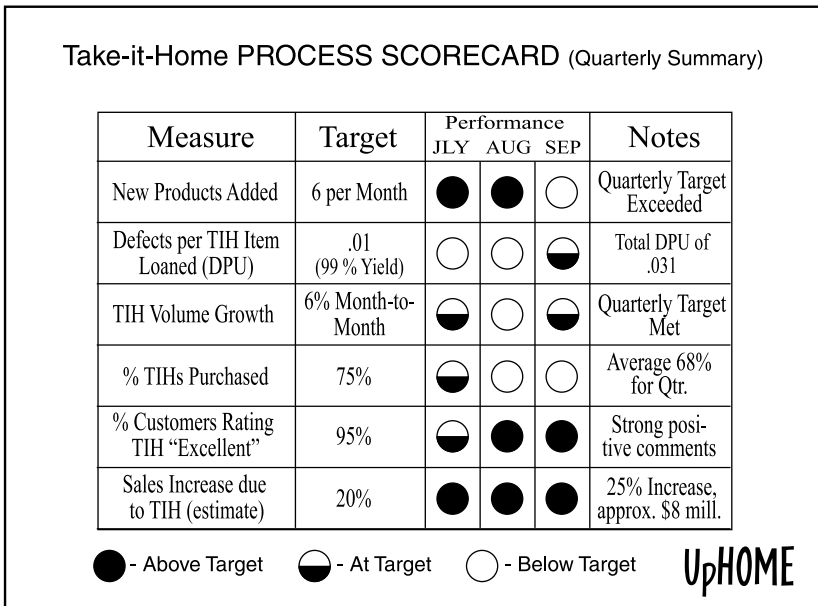 Take-it-Home PROCESS SCORECARD (Quarterly Summary)
Measure
Target
Performance
JLY AUG SEP
Notes
New Products Added
6 per Month
Quarterly Target
Exceeded
Defects per TIH Item
Loaned (DPU)
.01
(99 % Yield)
Total DPU of
.031
TIH Volume Growth
6% Month-to-
Month
Quarterly Target
Met
% TIHs Purchased
75%
Average 68%
for Qtr.
% Customers Rating
TIH “Excellent”
95%
Strong posi-
tive comments
Sales Increase due
to TIH (estimate)
20%
25% Increase,
approx. $8 mill.
- Above Target
- At Target
- Below Target
UpHOME